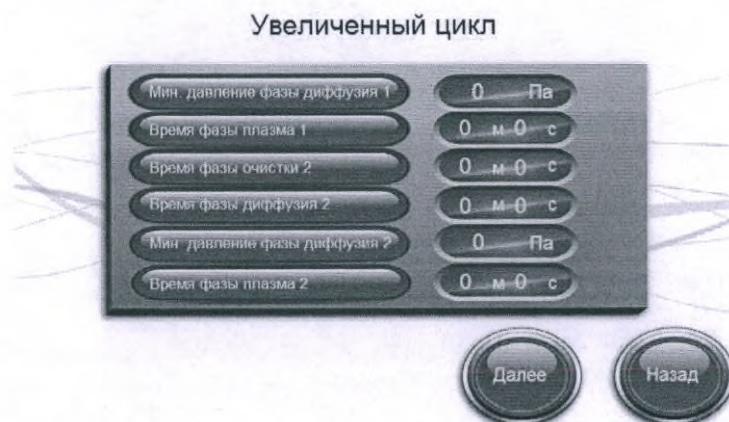 Увеличенный цикл
Мин. давление фазы диффузия 1 0 Па
Время фазы плазма 1 0 м 0 с
Время фазы очистки 2 0 м 0 с
Время фазы диффузия 2 0 м 0 с
Мин. давление фазы диффузия 2 0 Па
Время фазы плазма 2 0 м 0 с
Далее Назад